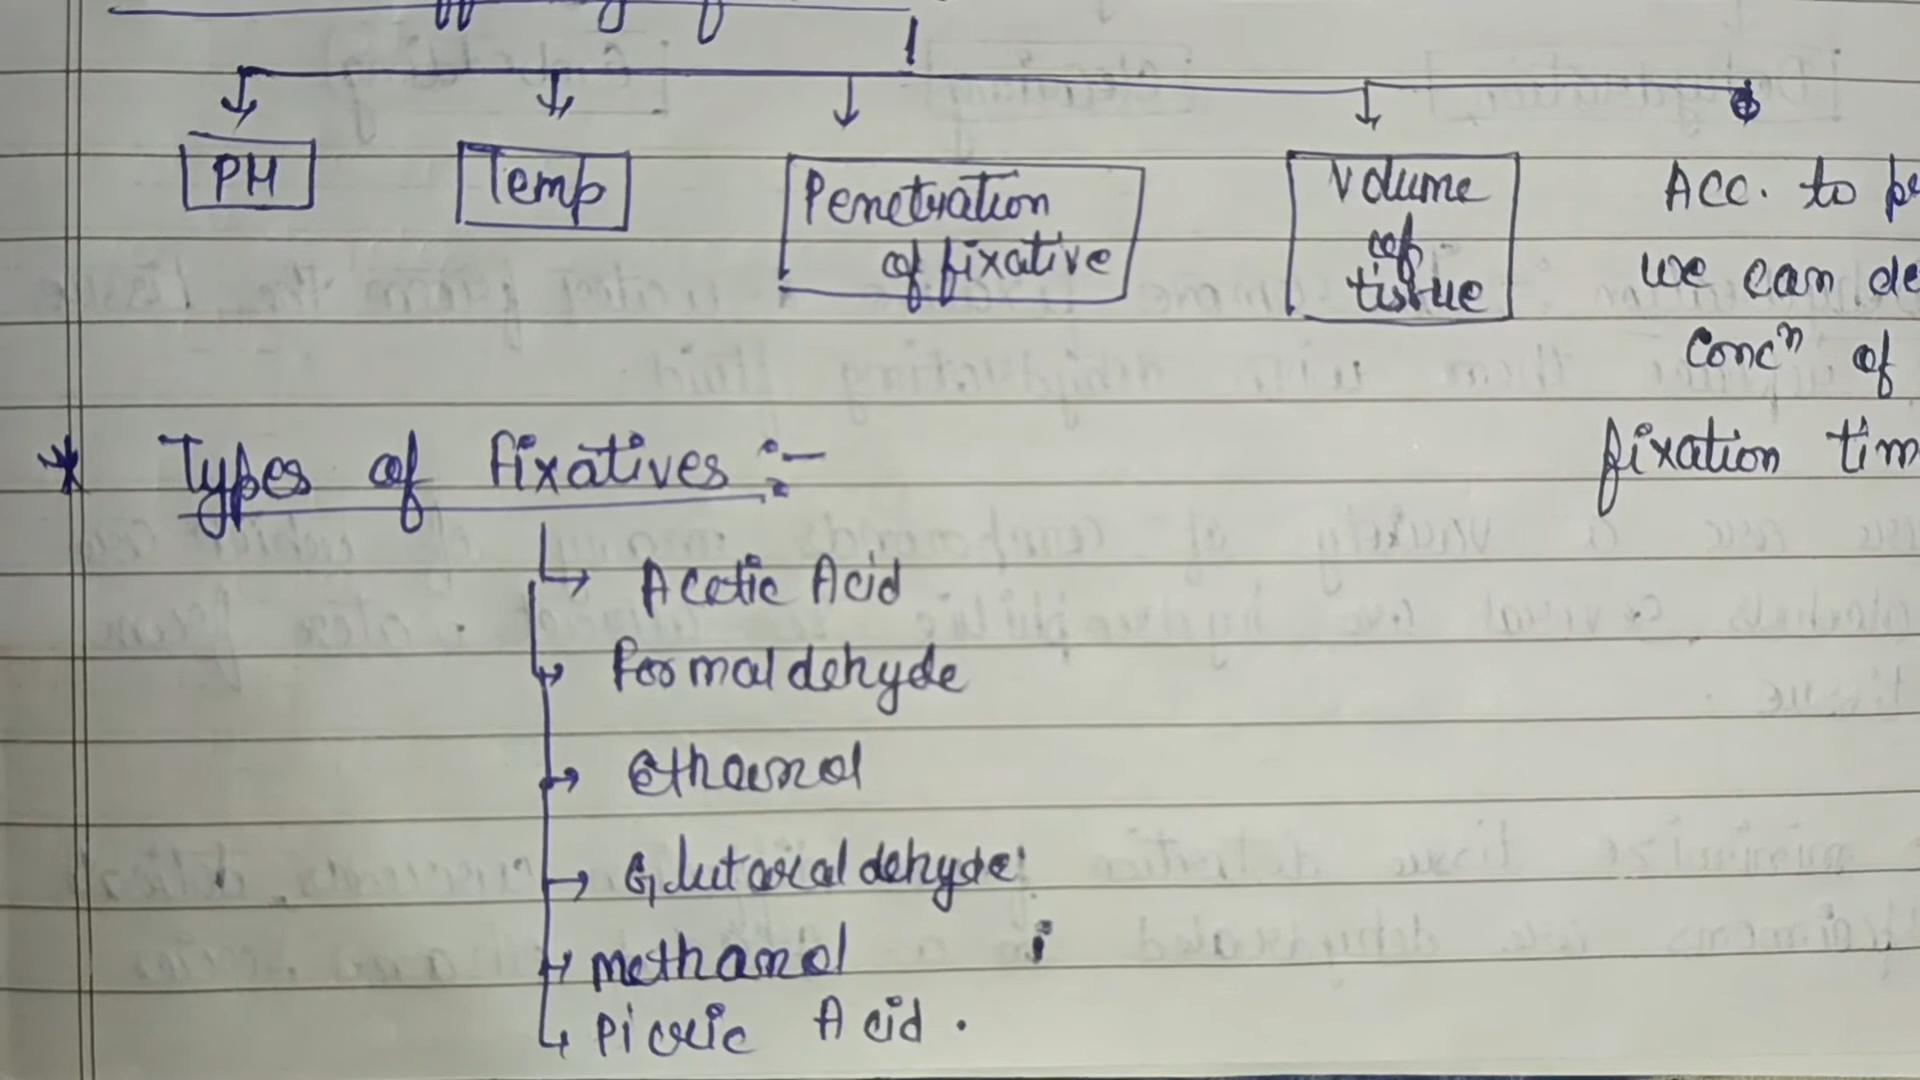 PH
Temp
Penetration
of fixative
Volume
of
tissue
Acc. to
we can
Concⁿ of
fixation
* Types of fixatives :-
Acetic Acid
Formaldehyde
Ethanol
Glutaraldehyde
methanol
Picric Acid.